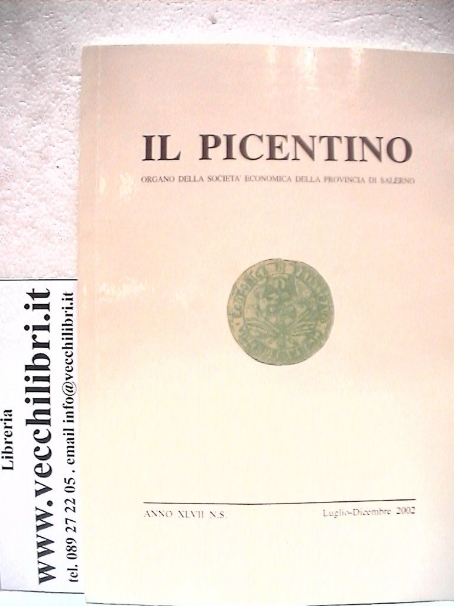 IL PICENTINO
ORGANO DELLA SOCIETA' ECONOMICA DELLA PROVINCIA DI SALERNO
ANNO XLVII N.S. Luglio-Dicembre 2002
Libreria
www.vecchilibri.it
tel. 089 27 22 05 . email info@vecchilibri.it